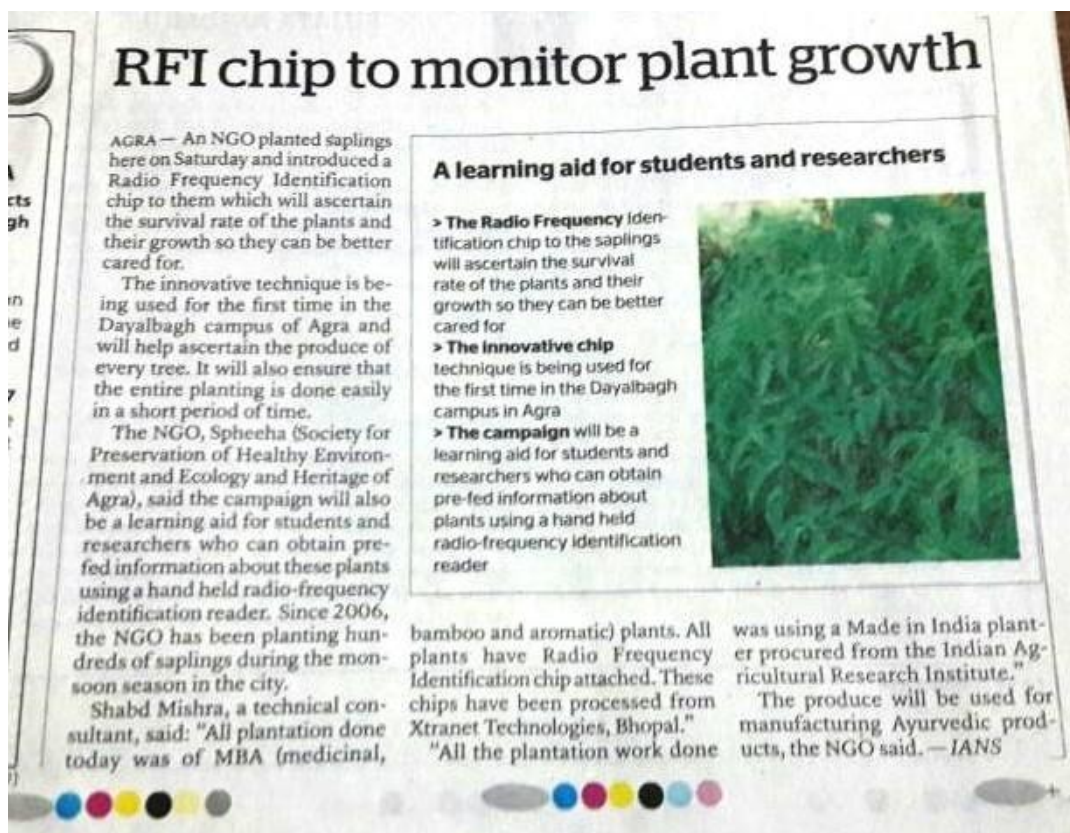 RFI chip to monitor plant growth
AGRA — An NGO planted saplings
here on Saturday and introduced a
Radio Frequency Identification
chip to them which will ascertain
the survival rate of the plants and
their growth so they can be better
cared for.
The innovative technique is be-
ing used for the first time in the
Dayalbagh campus of Agra and
will help ascertain the produce of
every tree. It will also ensure that
the entire planting is done easily
in a short period of time.
The NGO, Spheeha (Society for
Preservation of Healthy Environ-
ment and Ecology and Heritage of
Agra), said the campaign will also
be a learning aid for students and
researchers who can obtain pre-
fed information about these plants
using a hand held radio-frequency
identification reader. Since 2006,
the NGO has been planting hun-
dreds of saplings during the mon-
soon season in the city.
Shabd Mishra, a technical con-
sultant, said: "All plantation done
today was of MBA (medicinal,
bamboo and aromatic) plants. All
plants have Radio Frequency
Identification chip attached. These
chips have been processed from
Xtranet Technologies, Bhopal."
"All the plantation work done
was using a Made in India plant-
er procured from the Indian Ag-
ricultural Research Institute."
The produce will be used for
manufacturing Ayurvedic prod-
ucts, the NGO said. — IANS
A learning aid for students and researchers
> The Radio Frequency Iden-
tification chip to the saplings
will ascertain the survival
rate of the plants and their
growth so they can be better
cared for
> The innovative chip
technique is being used for
the first time in the Dayalbagh
campus in Agra
> The campaign will be a
learning aid for students and
researchers who can obtain
pre-fed information about
plants using a hand held
radio-frequency identification
reader